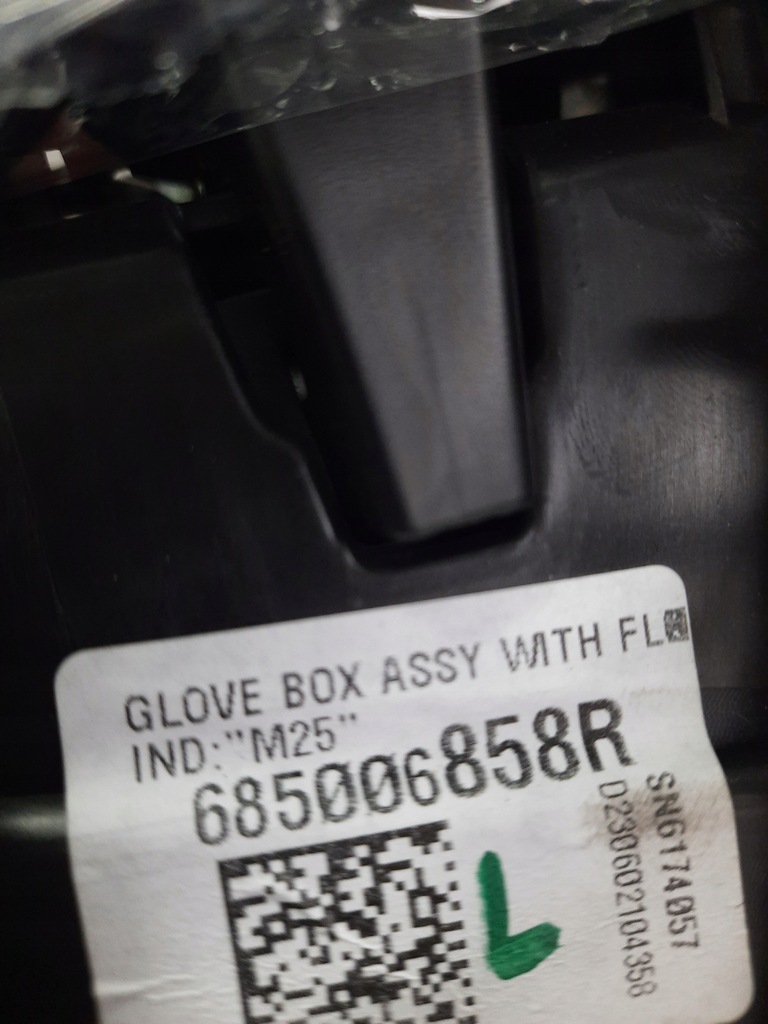 GLOVE BOX ASSY WITH FL
IND:"M25"
685006858R
SN6174057
D230602104358